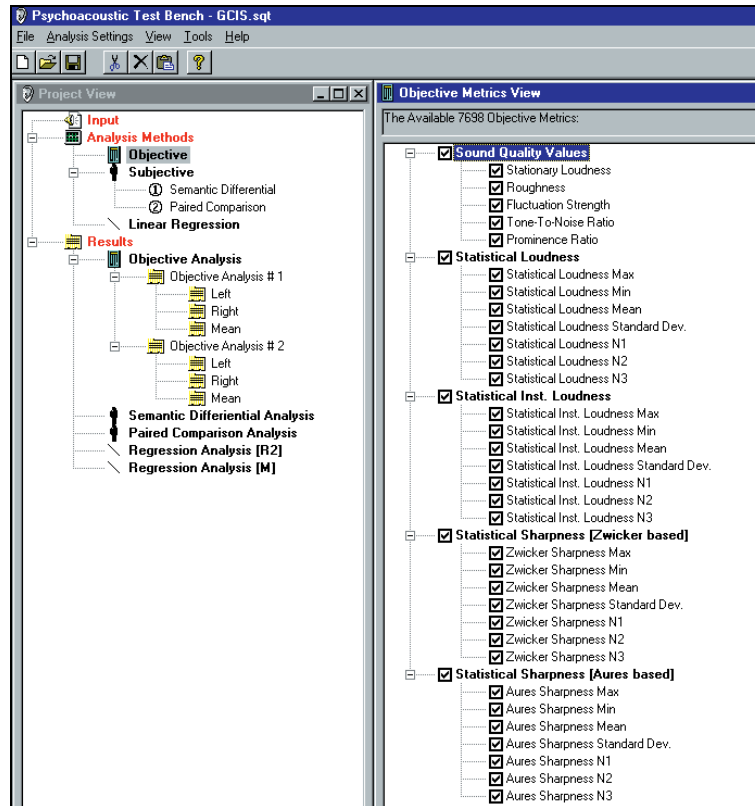 Psychoacoustic Test Bench - GCIS.sqt
File Analysis Settings View Tools Help
Project View
Input
Analysis Methods
Objective
Subjective
1 Semantic Differential
2 Paired Comparison
Linear Regression
Results
Objective Analysis
Objective Analysis # 1
Left
Right
Mean
Objective Analysis # 2
Left
Right
Mean
Semantic Differiential Analysis
Paired Comparison Analysis
Regression Analysis [R2]
Regression Analysis [M]
Objective Metrics View
The Available 7698 Objective Metrics:
Sound Quality Values
Stationary Loudness
Roughness
Fluctuation Strength
Tone-To-Noise Ratio
Prominence Ratio
Statistical Loudness
Statistical Loudness Max
Statistical Loudness Min
Statistical Loudness Mean
Statistical Loudness Standard Dev.
Statistical Loudness N1
Statistical Loudness N2
Statistical Loudness N3
Statistical Inst. Loudness
Statistical Inst. Loudness Max
Statistical Inst. Loudness Min
Statistical Inst. Loudness Mean
Statistical Inst. Loudness Standard Dev.
Statistical Inst. Loudness N1
Statistical Inst. Loudness N2
Statistical Inst. Loudness N3
Statistical Sharpness [Zwicker based]
Zwicker Sharpness Max
Zwicker Sharpness Min
Zwicker Sharpness Mean
Zwicker Sharpness Standard Dev.
Zwicker Sharpness N1
Zwicker Sharpness N2
Zwicker Sharpness N3
Statistical Sharpness [Aures based]
Aures Sharpness Max
Aures Sharpness Min
Aures Sharpness Mean
Aures Sharpness Standard Dev.
Aures Sharpness N1
Aures Sharpness N2
Aures Sharpness N3